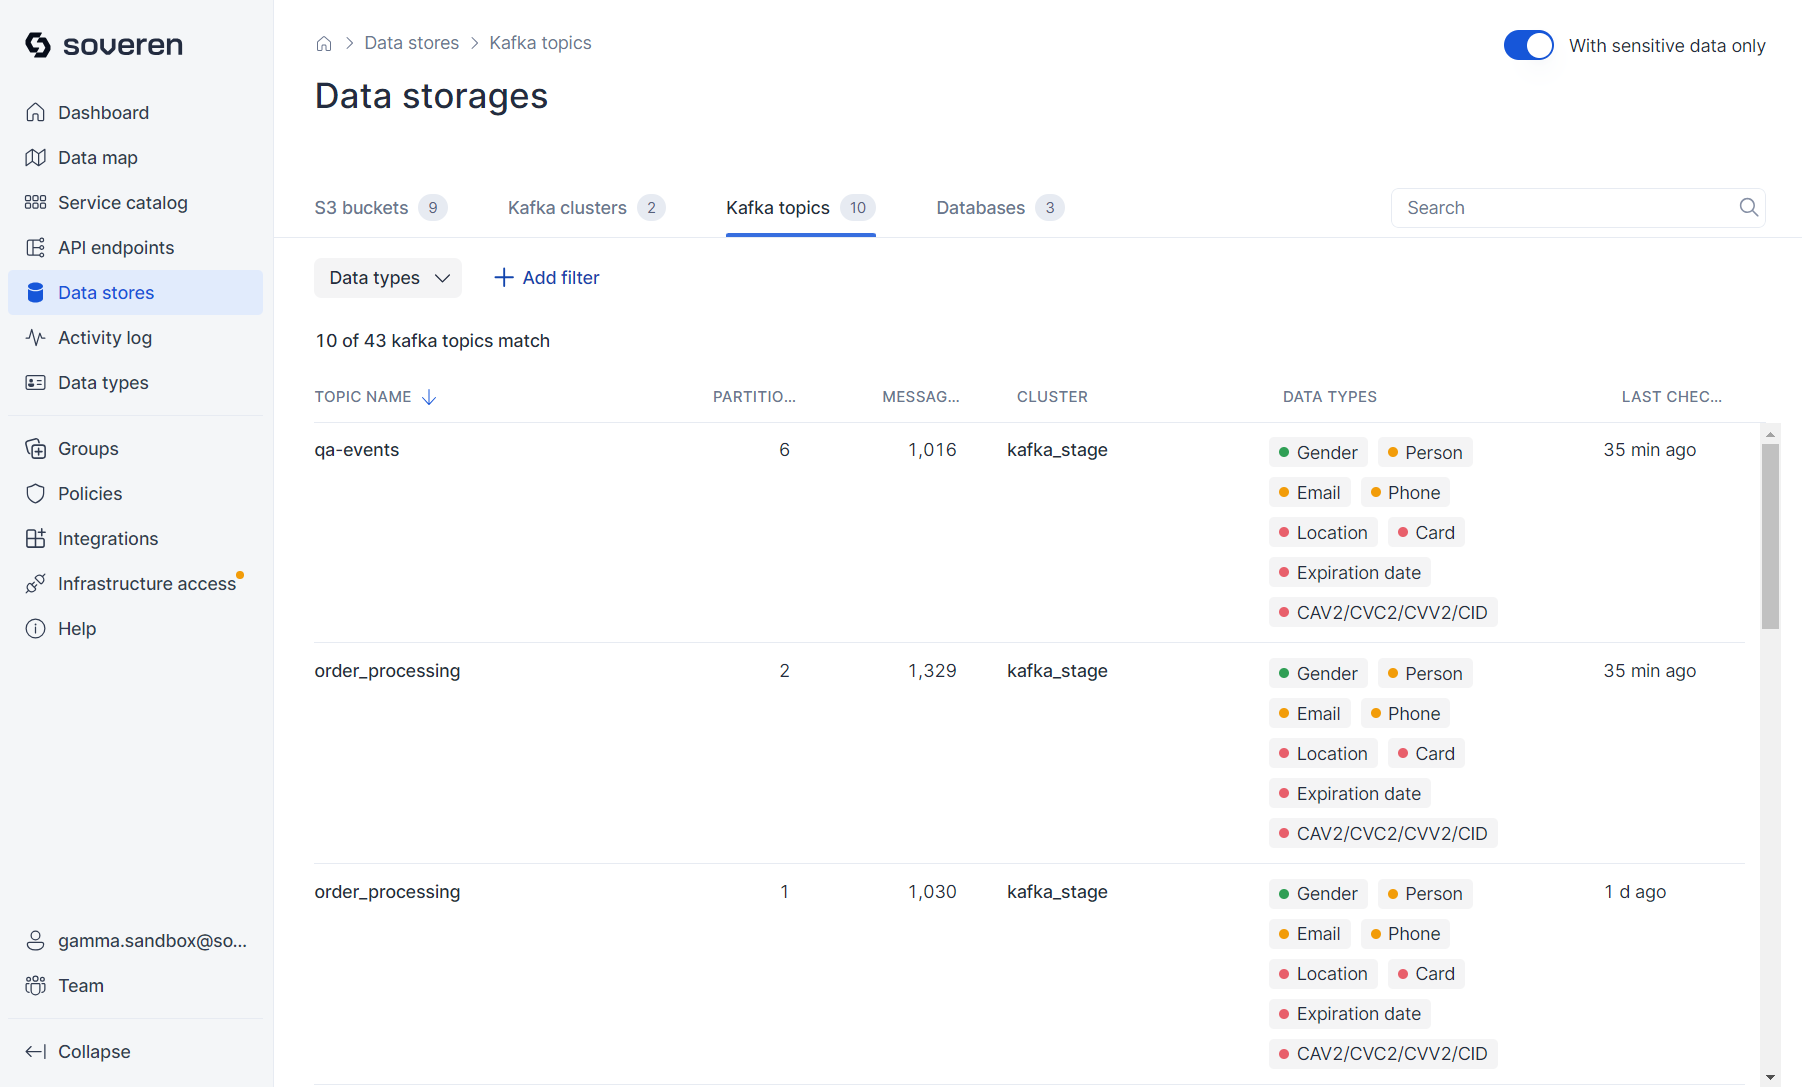 soveren
Dashboard
Data map
Service catalog
API endpoints
Data stores
Activity log
Data types
Groups
Policies
Integrations
Infrastructure access
Help
gamma.sandbox@so...
Team
Collapse
Data stores
Kafka topics
With sensitive data only
Data storages
S3 buckets 9
Kafka clusters 2
Kafka topics 10
Databases 3
Search
Data types
Add filter
10 of 43 kafka topics match
TOPIC NAME PARTITIO... MESSAG... CLUSTER DATA TYPES LAST CHEC...
qa-events 6 1,016 kafka_stage Gender Person 35 min ago
Email Phone
Location Card
Expiration date
CAV2/CVC2/CVV2/CID
order_processing 2 1,329 kafka_stage Gender Person 35 min ago
Email Phone
Location Card
Expiration date
CAV2/CVC2/CVV2/CID
order_processing 1 1,030 kafka_stage Gender Person 1 d ago
Email Phone
Location Card
Expiration date
CAV2/CVC2/CVV2/CID